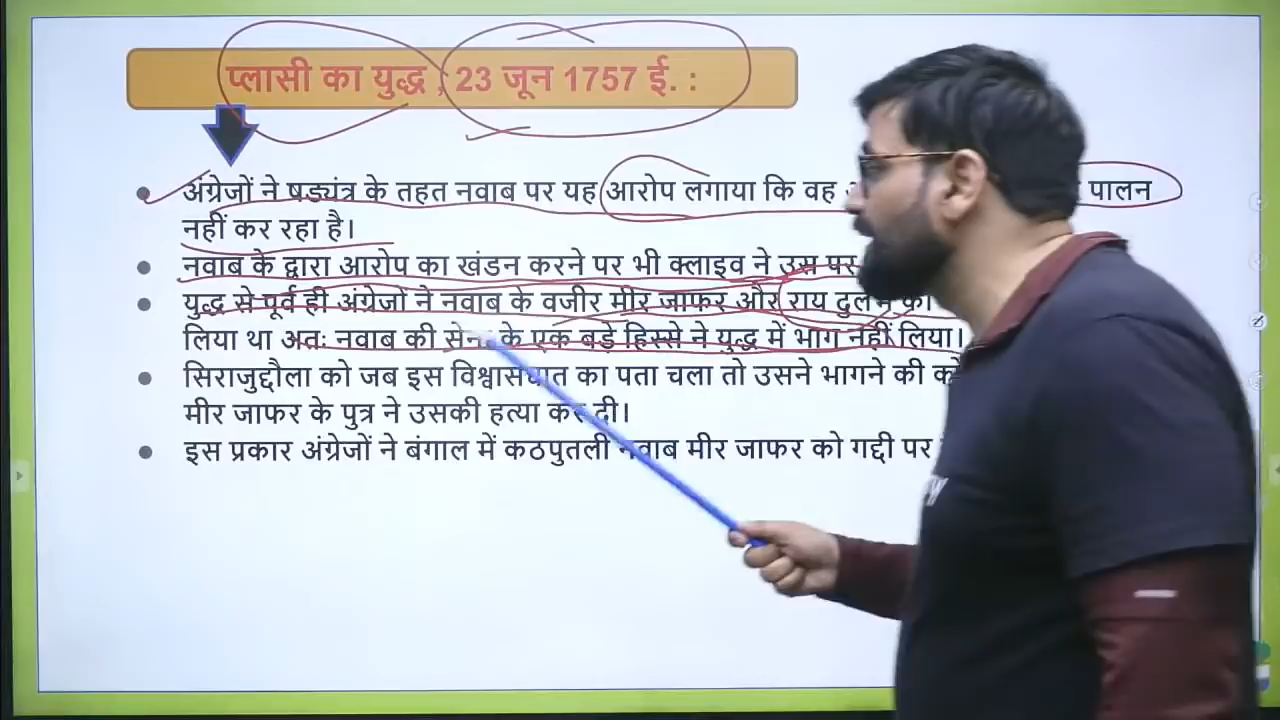 प्लासी का युद्ध , 23 जून 1757 ई. :
अंग्रेजों ने षड्यंत्र के तहत नवाब पर यह आरोप लगाया कि वह पालन
नहीं कर रहा है।
नवाब के द्वारा आरोप का खंडन करने पर भी क्लाइव ने उस पर
युद्ध से पूर्व ही अंग्रेजों ने नवाब के वजीर मीर जाफर और राय दुर्लभ को
लिया था अतः नवाब की सेना के एक बड़े हिस्से ने युद्ध में भाग नहीं लिया।
सिराजुद्दौला को जब इस विश्वासघात का पता चला तो उसने भागने की
मीर जाफर के पुत्र ने उसकी हत्या कर दी।
इस प्रकार अंग्रेजों ने बंगाल में कठपुतली नवाब मीर जाफर को गद्दी पर